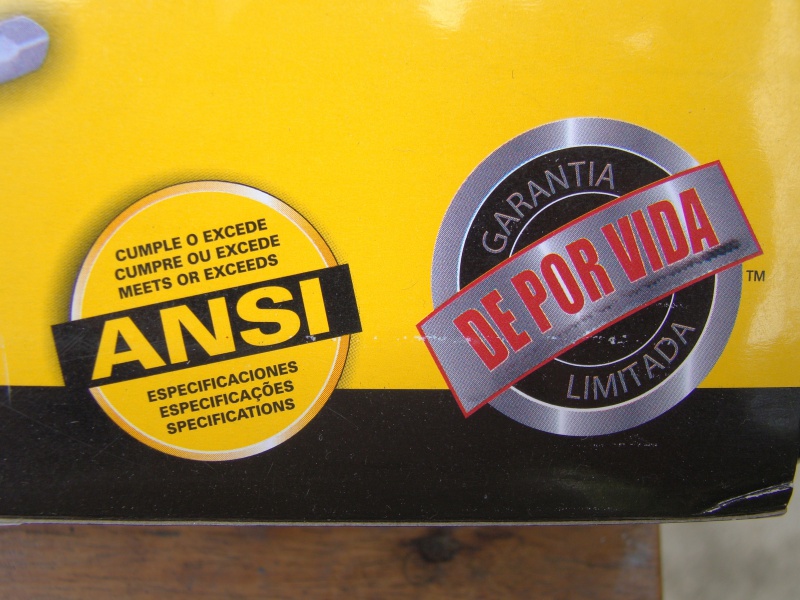 CUMPLE O EXCEDE
CUMPRE OU EXCEDE
MEETS OR EXCEEDS
ANSI
ESPECIFICACIONES
ESPECIFICAÇÕES
SPECIFICATIONS
GARANTIA
DE POR VIDA
TM
LIMITADA